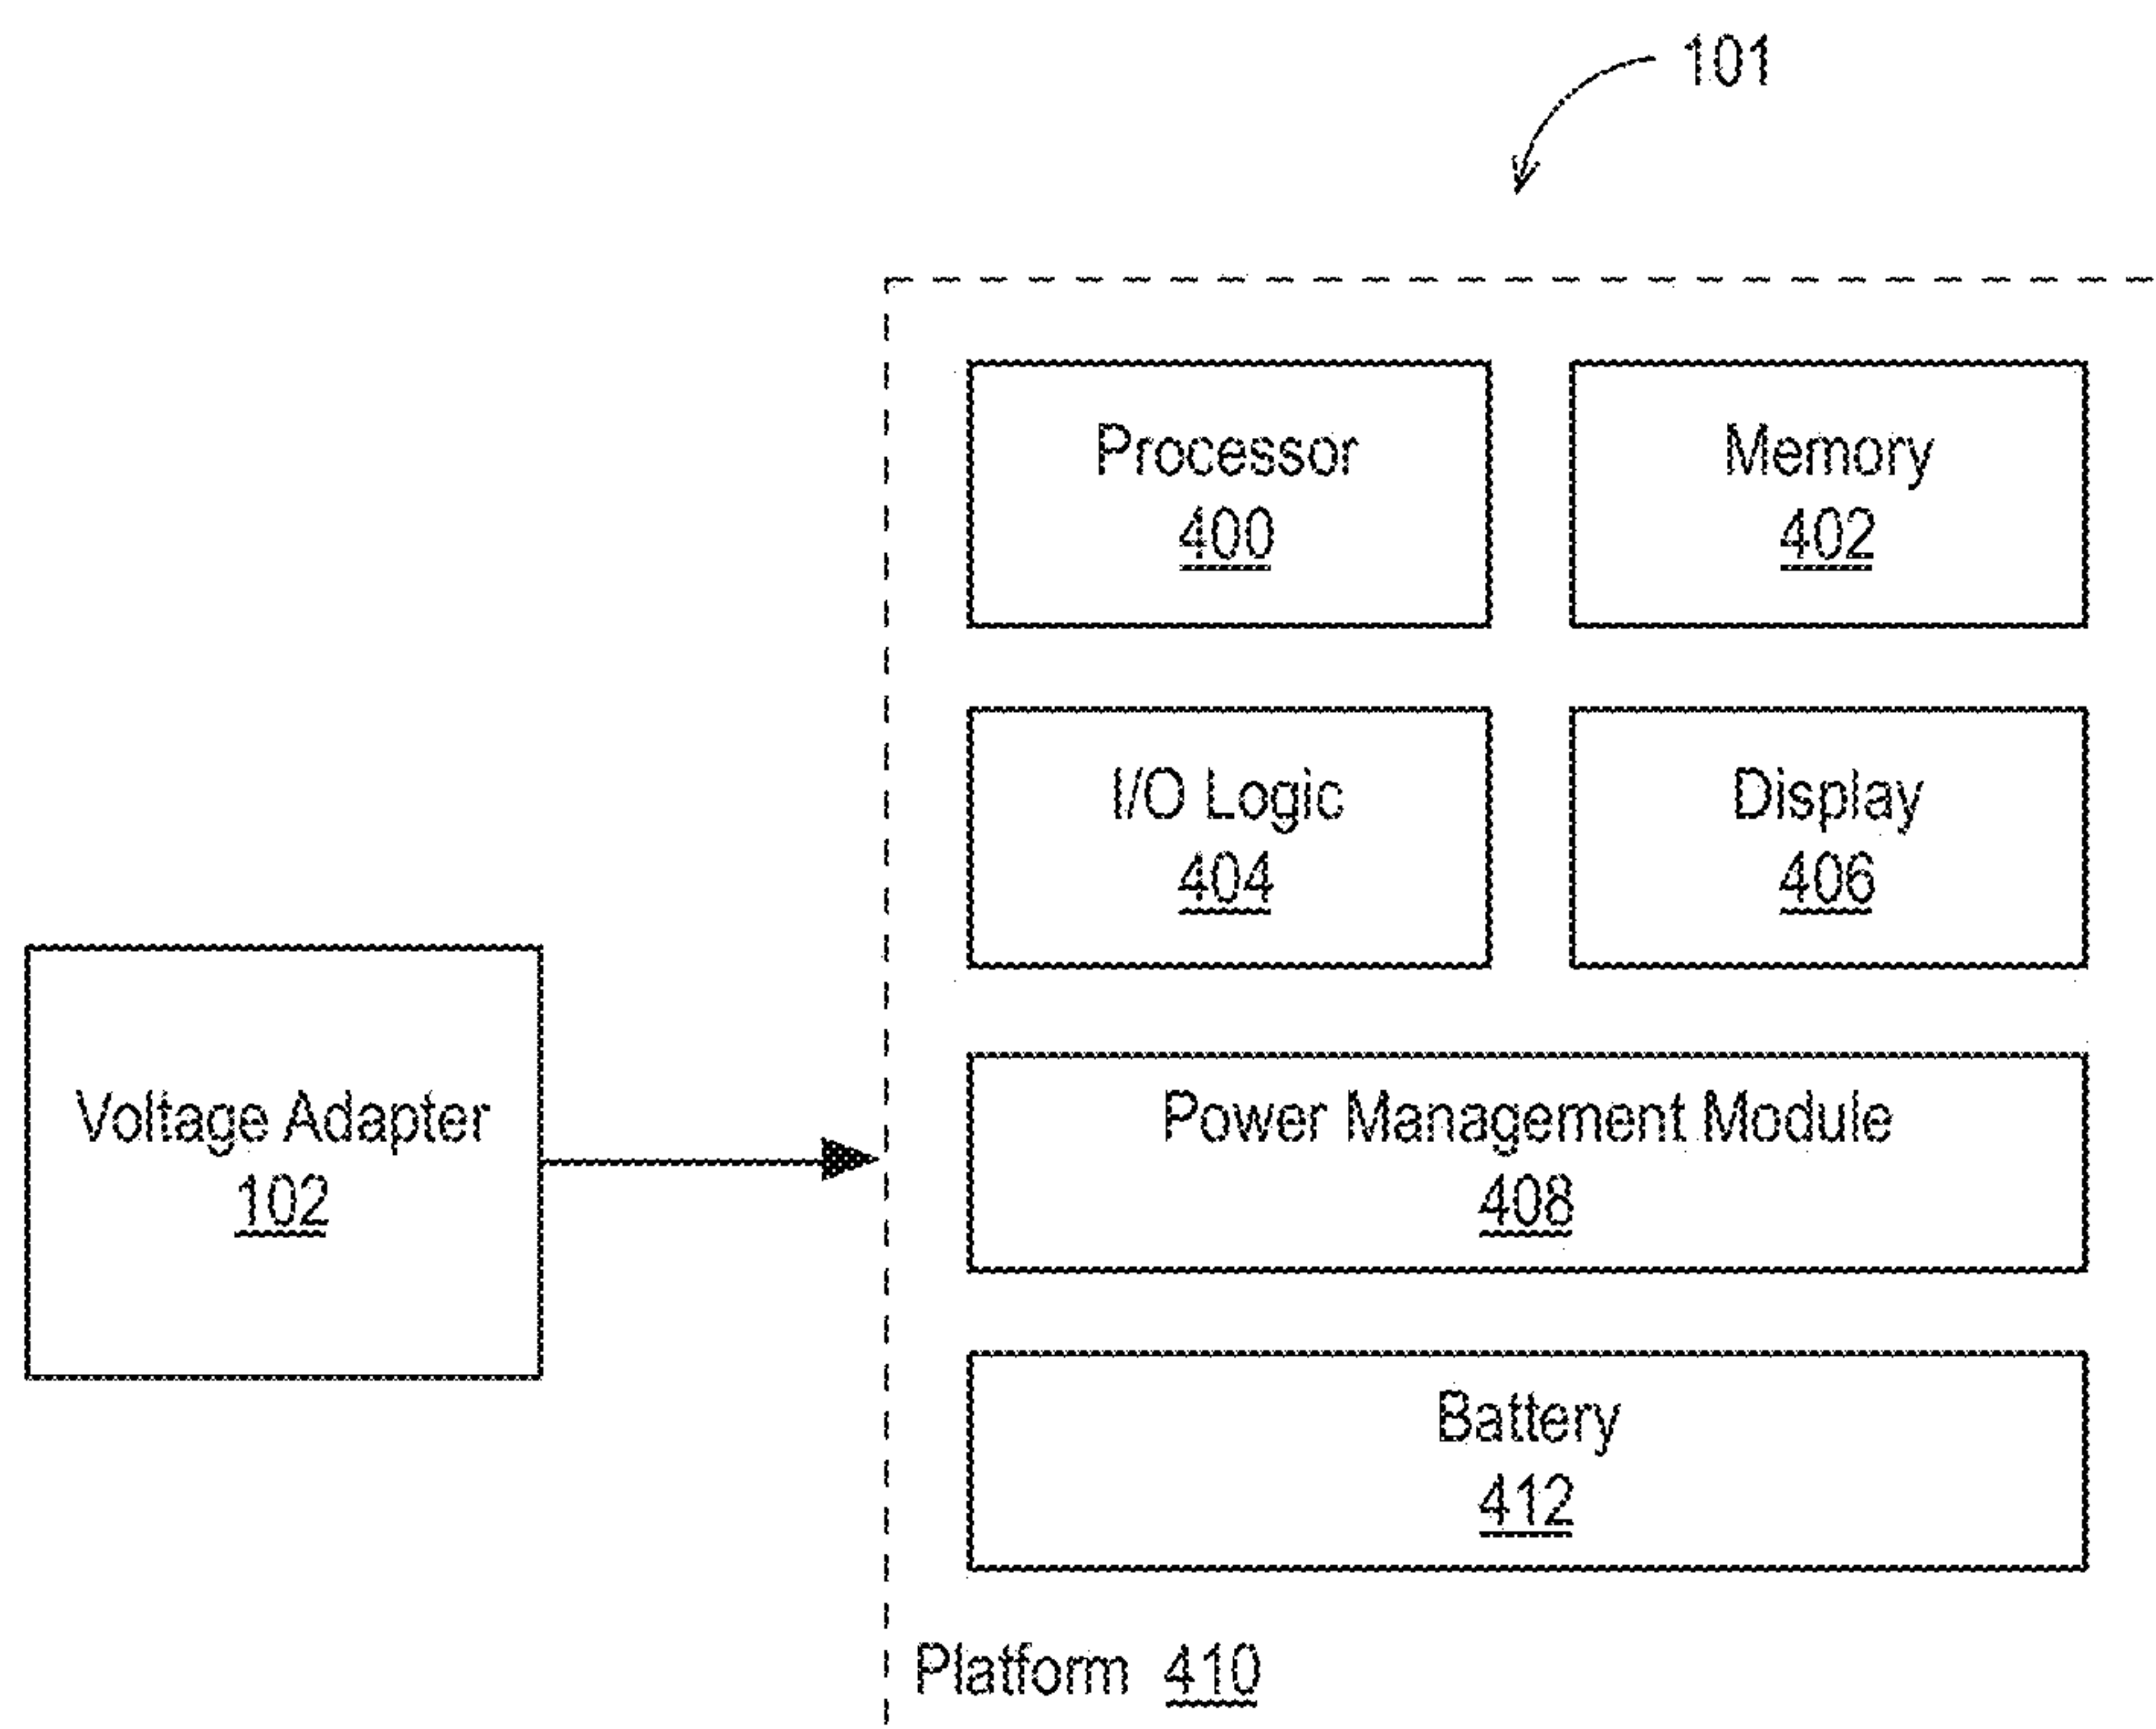 101
Processor
400
Memory
402
I/O Logic
404
Display
406
Voltage Adapter
102
Power Management Module
408
Battery
412
Platform 410